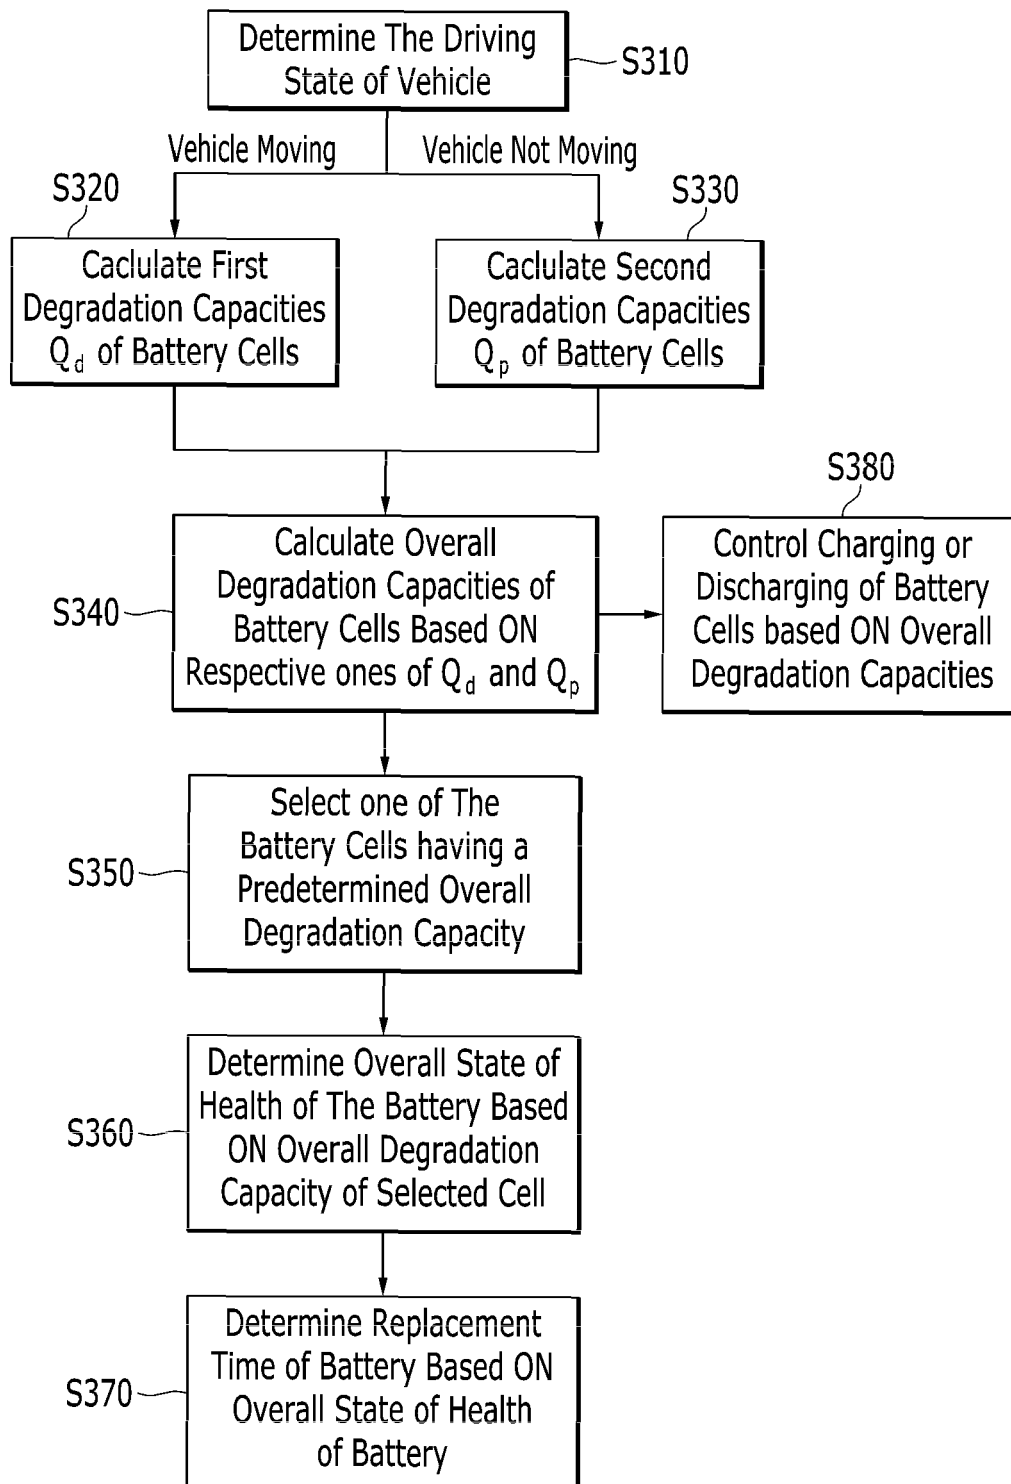 Determine The Driving
State of Vehicle
S310
Vehicle Moving
Vehicle Not Moving
S320
S330
Caclulate First
Degradation Capacities
Qd of Battery Cells
Caclulate Second
Degradation Capacities
Qp of Battery Cells
S380
Calculate Overall
Degradation Capacities of
Battery Cells Based ON
Respective ones of Qd and Qp
S340
Control Charging or
Discharging of Battery
Cells based ON Overall
Degradation Capacities
Select one of The
Battery Cells having a
Predetermined Overall
Degradation Capacity
S350
Determine Overall State of
Health of The Battery Based
ON Overall Degradation
Capacity of Selected Cell
S360
Determine Replacement
Time of Battery Based ON
Overall State of Health
of Battery
S370